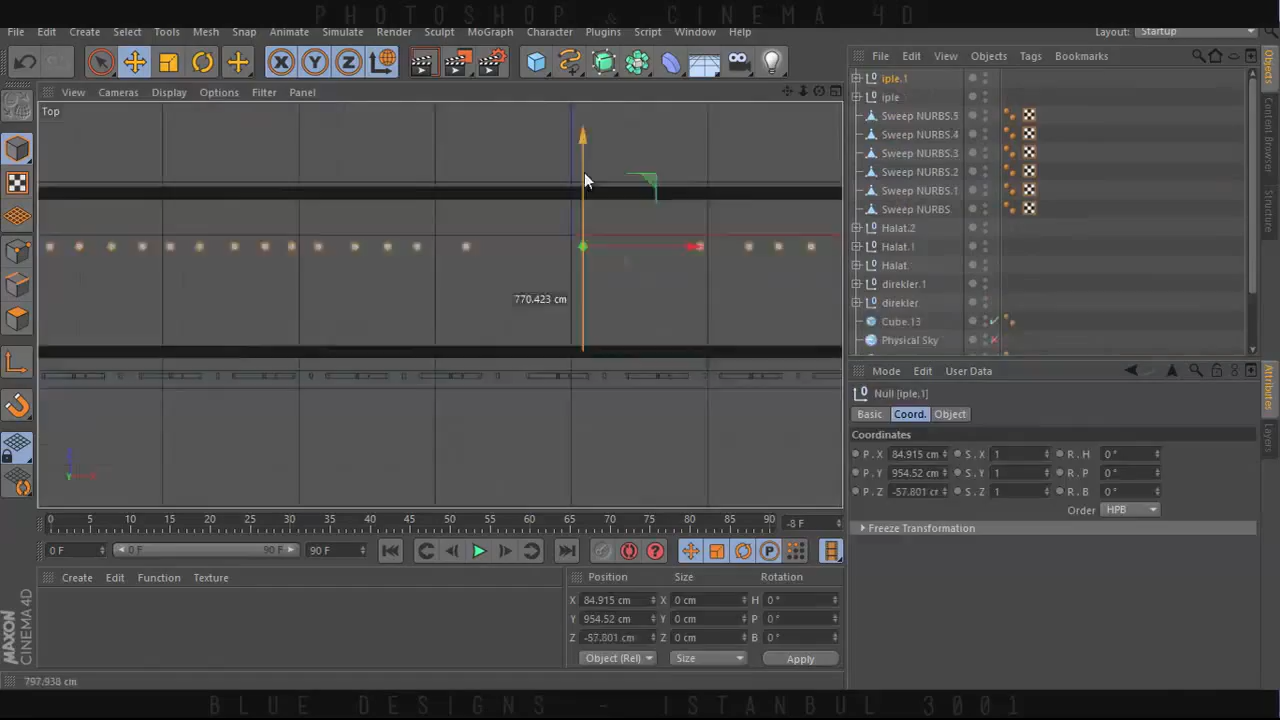 PHOTOSHOP & CINEMA 4D
File Edit Create Select Tools Mesh Snap Animate Simulate Render Sculpt MoGraph Character Plugins Script Window Help Layout: Startup
File Edit View Objects Tags Bookmarks
View Cameras Display Options Filter Panel
Top
iple.1
iple
Sweep NURBS.5
Sweep NURBS.4
Sweep NURBS.3
Sweep NURBS.2
Sweep NURBS.1
Sweep NURBS
Halat.2
Halat.1
Halat
direkler.1
direkler
Cube.13
Physical Sky
Objects
Content Browser
Structure
770.423 cm
Mode Edit User Data
Null [iple.1]
Basic Coord. Object
Coordinates
P . X 84.915 cm S . X 1 R . H 0 °
P . Y 954.52 cm S . Y 1 R . P 0 °
P . Z -57.801 cr S . Z 1 R . B 0 °
Order HPB
Freeze Transformation
Attributes
Layers
0 5 10 15 20 25 30 35 40 45 50 55 60 65 70 75 80 85 90 -8 F
0 F 0 F 90 F 90 F
Create Edit Function Texture
Position Size Rotation
X 84.915 cm X 0 cm H 0 °
Y 954.52 cm Y 0 cm P 0 °
Z -57.801 cm Z 0 cm B 0 °
Object (Rel) Size Apply
MAXON
CINEMA 4D
797.938 cm
BLUE DESIGNS - ISTANBUL 3001